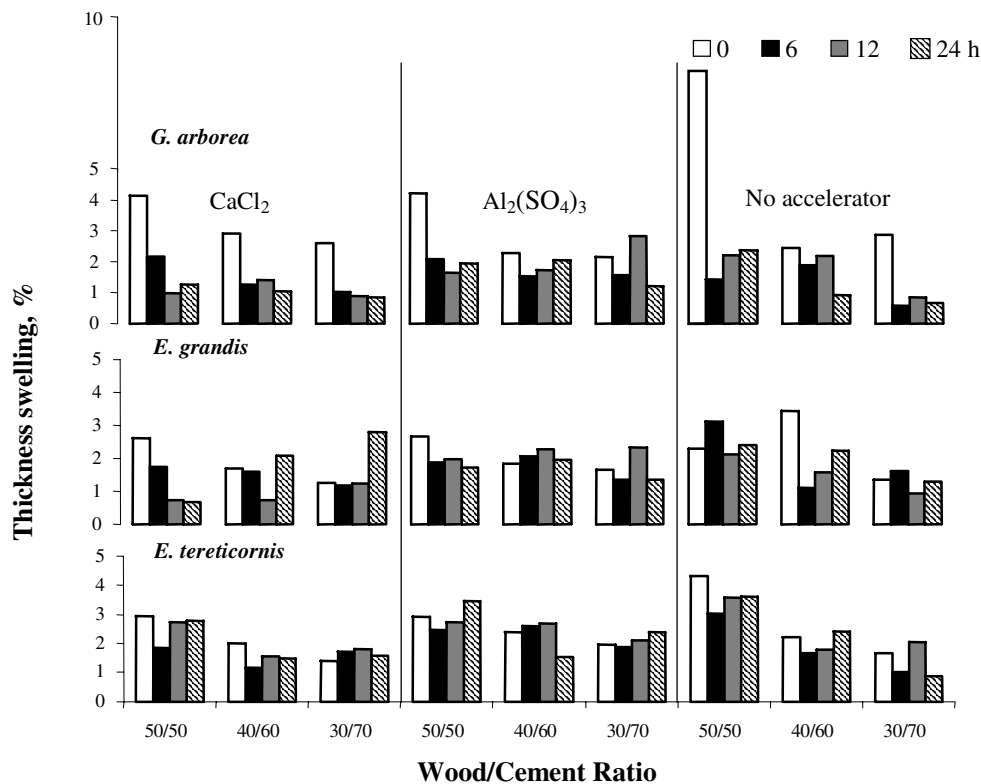 10
0 6 12 24 h
G. arborea
5
CaCl₂ Al₂(SO₄)₃ No accelerator
4
3
2
1
0
E. grandis
5
4
3
2
1
0
E. tereticornis
5
4
3
2
1
0
Thickness swelling, %
50/50 40/60 30/70 50/50 40/60 30/70 50/50 40/60 30/70
Wood/Cement Ratio